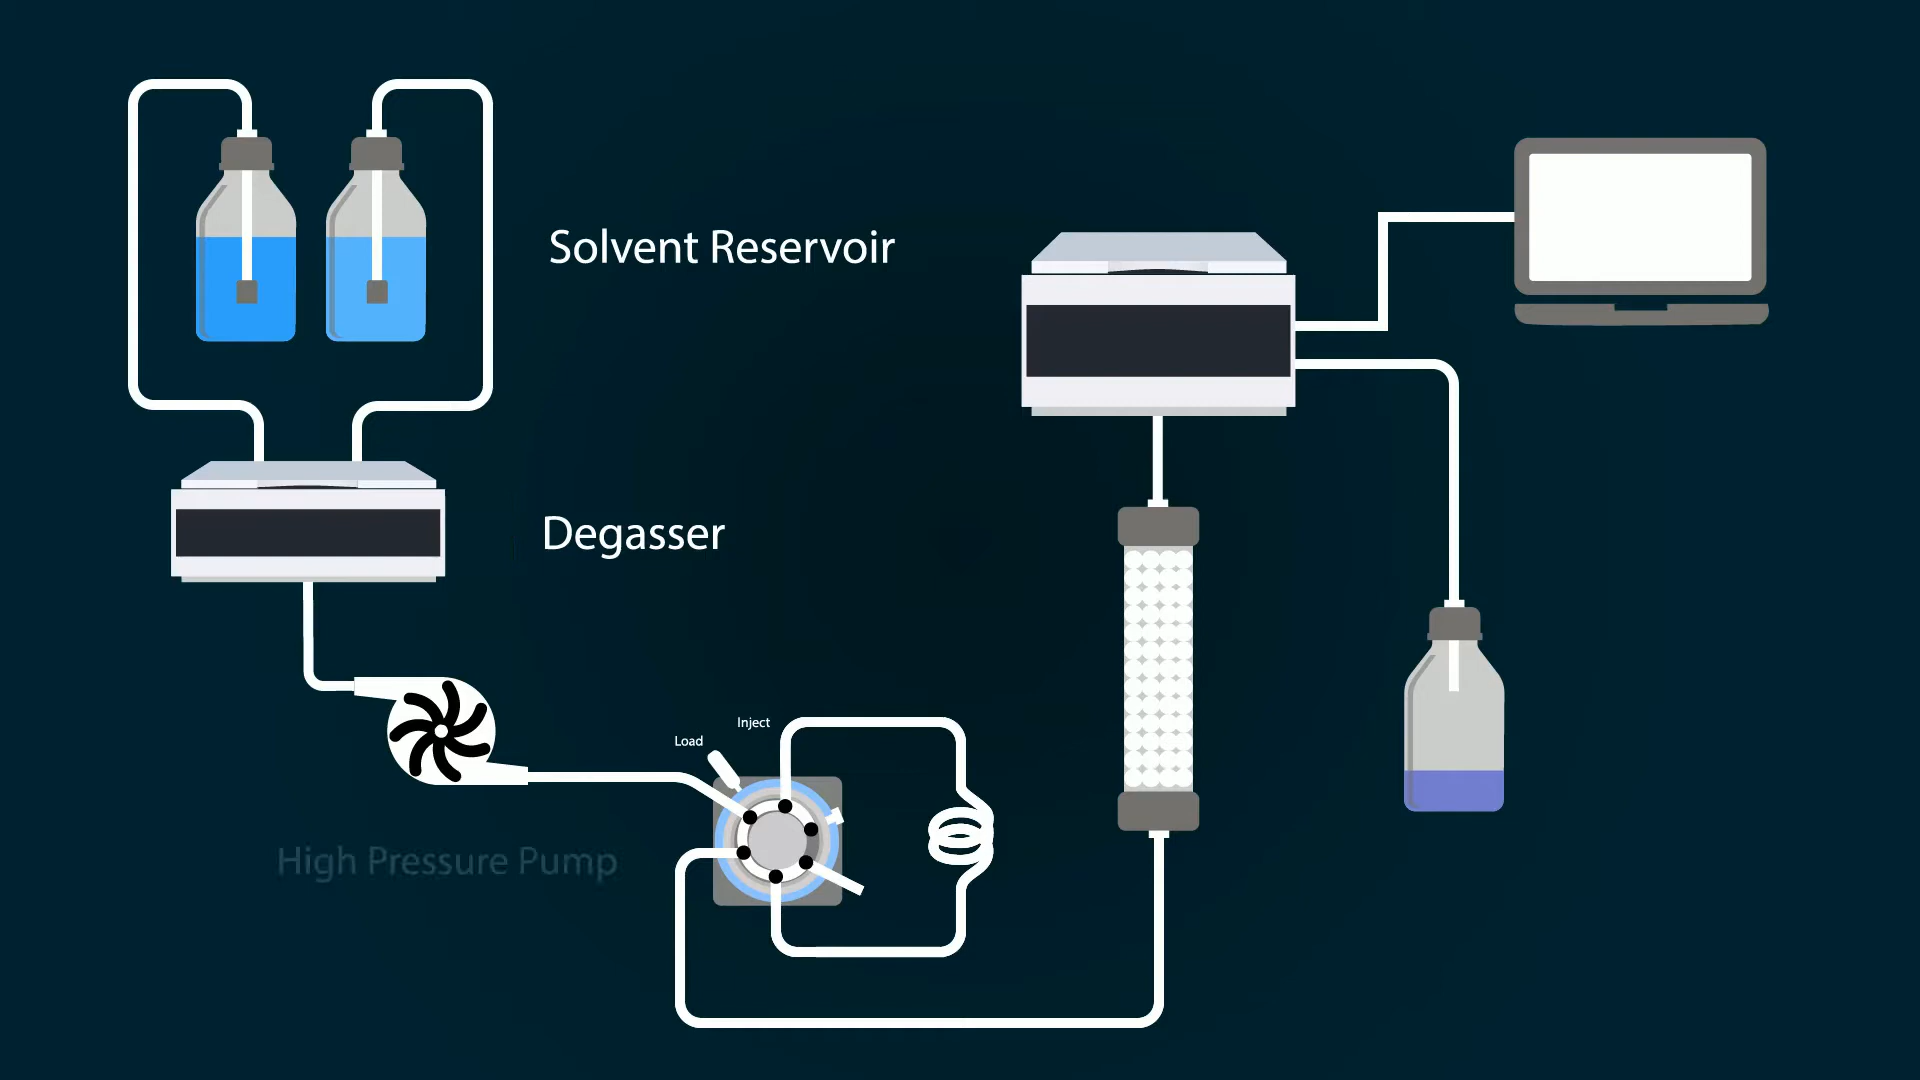 Solvent Reservoir
Degasser
Inject
Load
High Pressure Pump